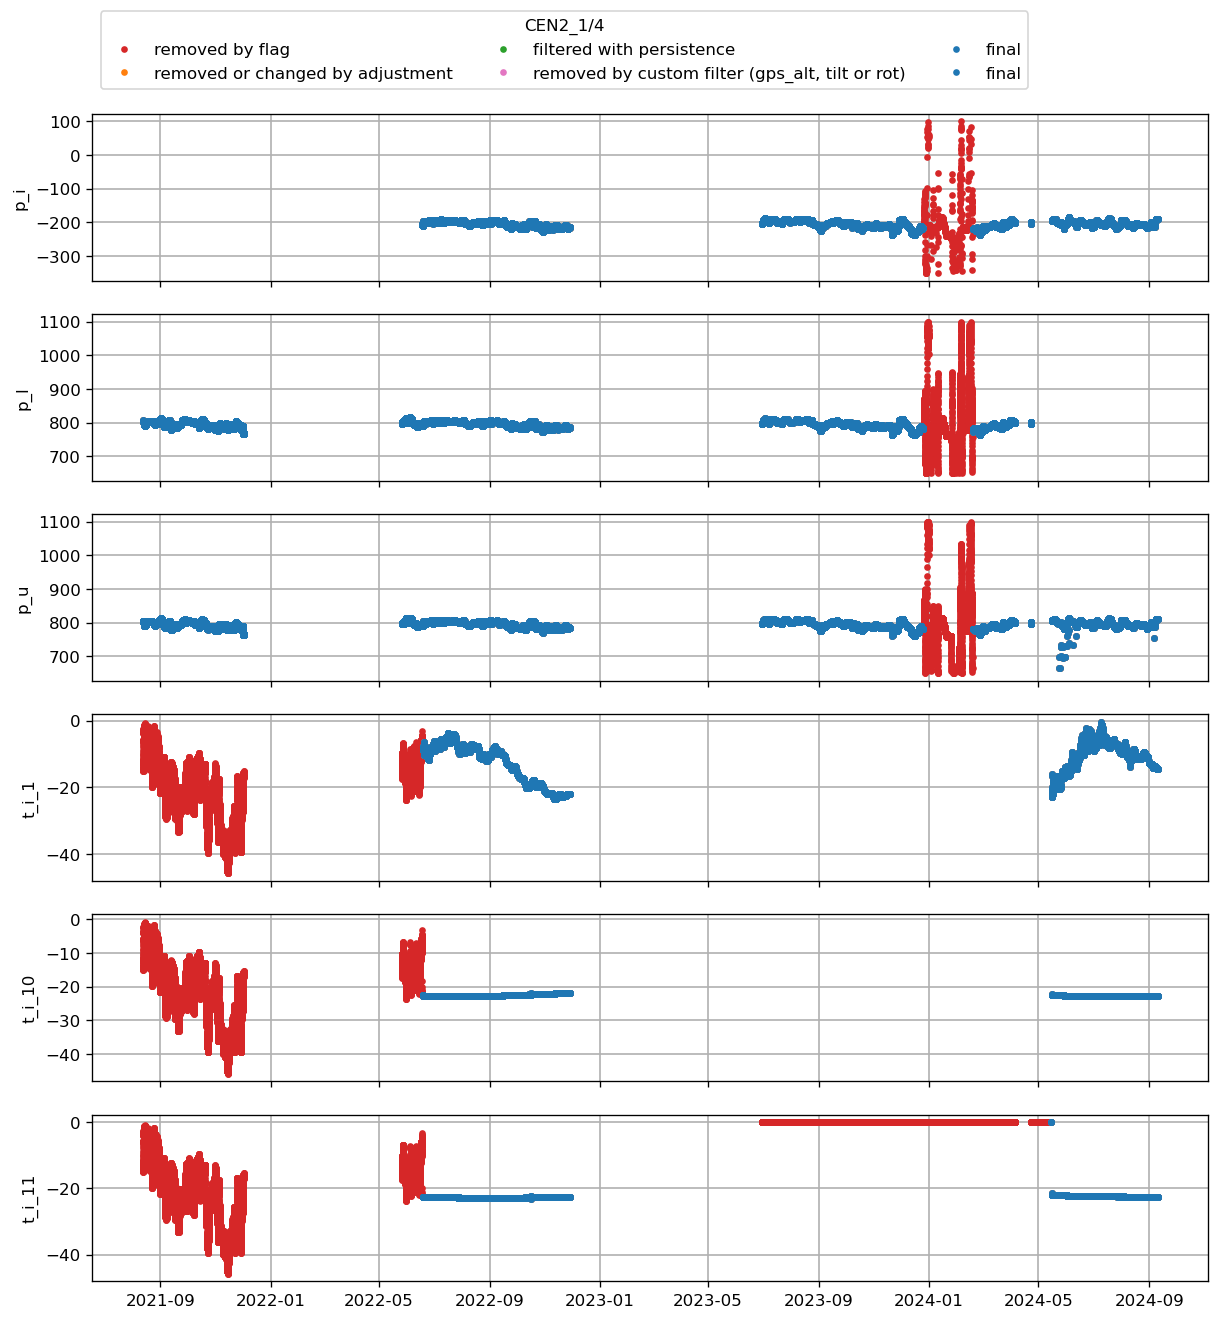 CEN2_1/4
removed by flag
filtered with persistence
final
removed or changed by adjustment
removed by custom filter (gps_alt, tilt or rot)
final
100
0
−100
−200
−300
p_i
1100
1000
900
800
700
p_l
1100
1000
900
800
700
p_u
0
−20
−40
t_i_1
0
−10
−20
−30
−40
t_i_10
0
−20
−40
t_i_11
2021-09
2022-01
2022-05
2022-09
2023-01
2023-05
2023-09
2024-01
2024-05
2024-09